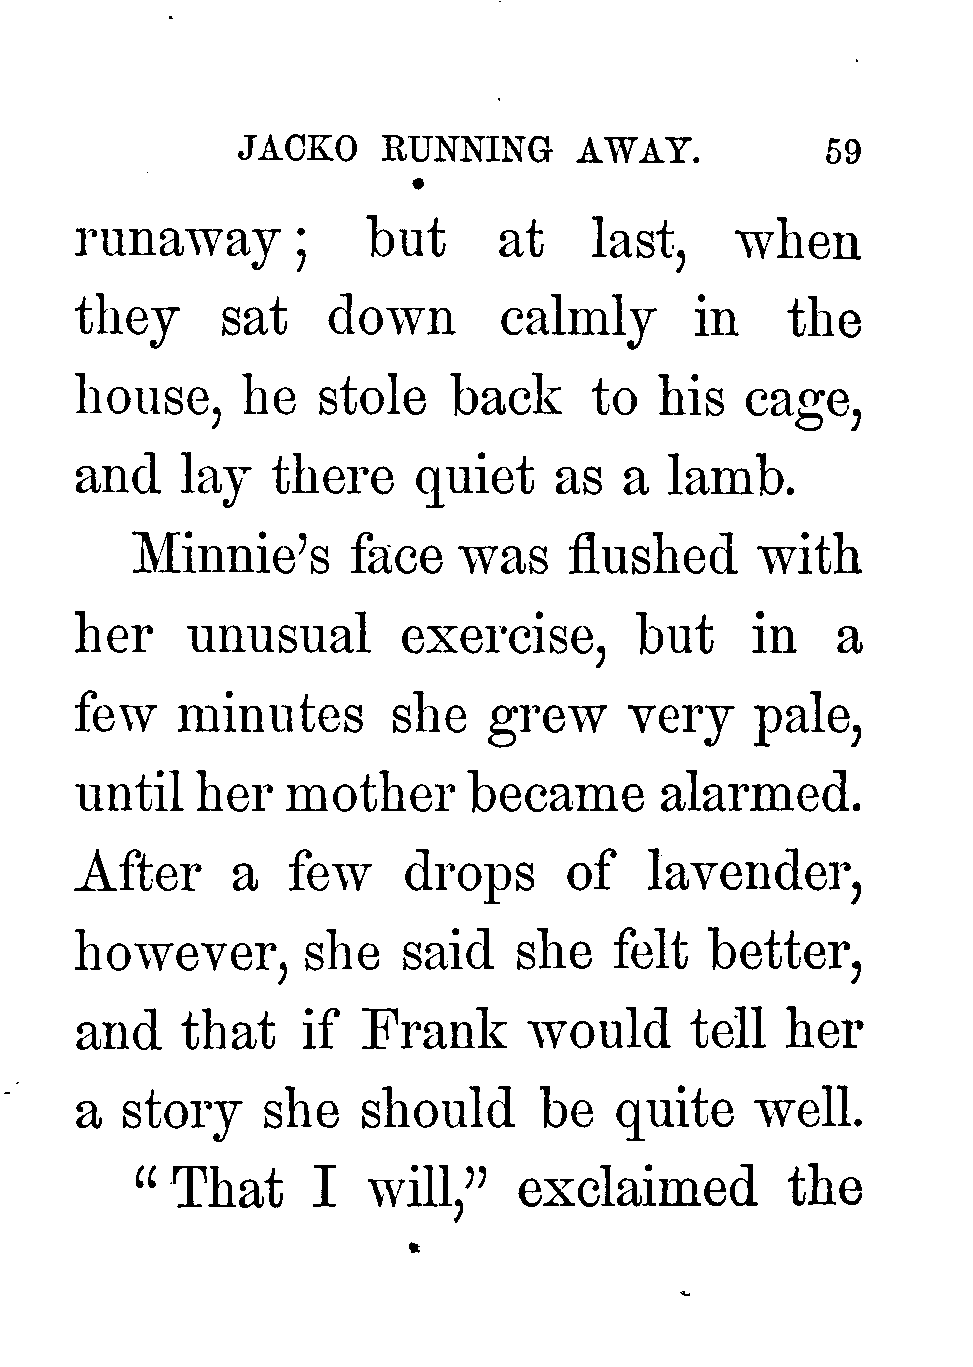 JACKO RUNNING AWAY. 59
runaway; but at last, when
they sat down calmly in the
house, he stole back to his cage,
and lay there quiet as a lamb.
Minnie's face was flushed with
her unusual exercise, but in a
few minutes she grew very pale,
until her mother became alarmed.
After a few drops of lavender,
however, she said she felt better,
and that if Frank would tell her
a story she should be quite well.
"That I will," exclaimed the